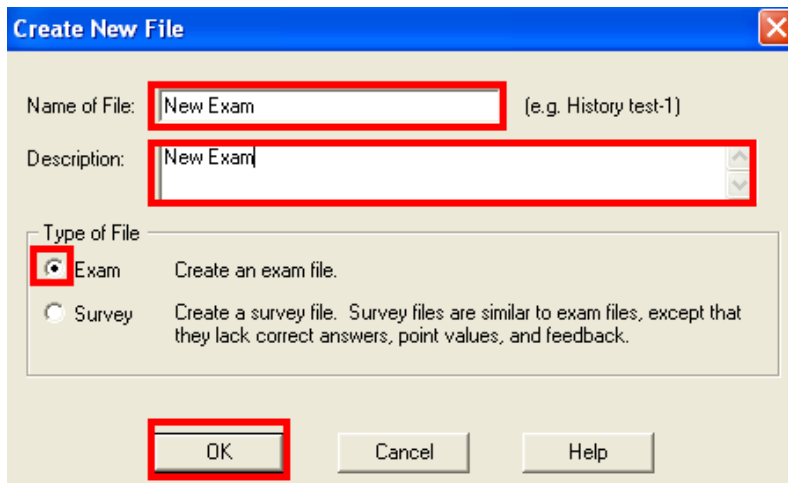 Create New File
Name of File: New Exam (e.g. History test-1)
Description: New Exam
Type of File
Exam Create an exam file.
Survey Create a survey file. Survey files are similar to exam files, except that
they lack correct answers, point values, and feedback.
OK Cancel Help